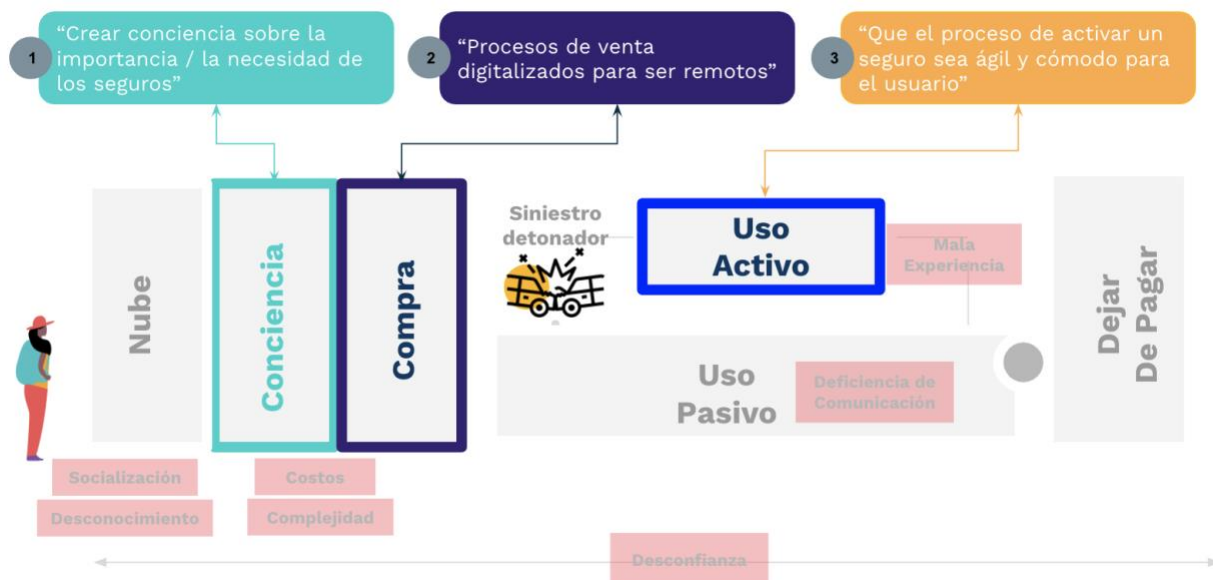 1
“Crear conciencia sobre la
importancia / la necesidad de
los seguros”
2
“Procesos de venta
digitalizados para ser remotos”
3
“Que el proceso de activar un
seguro sea ágil y cómodo para
el usuario”
Nube
Conciencia
Compra
Siniestro
detonador
Uso
Activo
Mala
Experiencia
Uso
Pasivo
Deficiencia de
Comunicación
Dejar
De Pagar
Socialización
Desconocimiento
Costos
Complejidad
Desconfianza